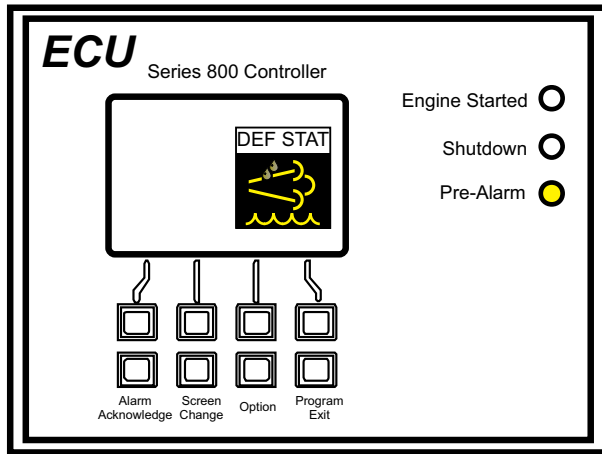 ECU
Series 800 Controller
DEF STAT
Engine Started
Shutdown
Pre-Alarm
Alarm
Acknowledge
Screen
Change
Option
Program
Exit